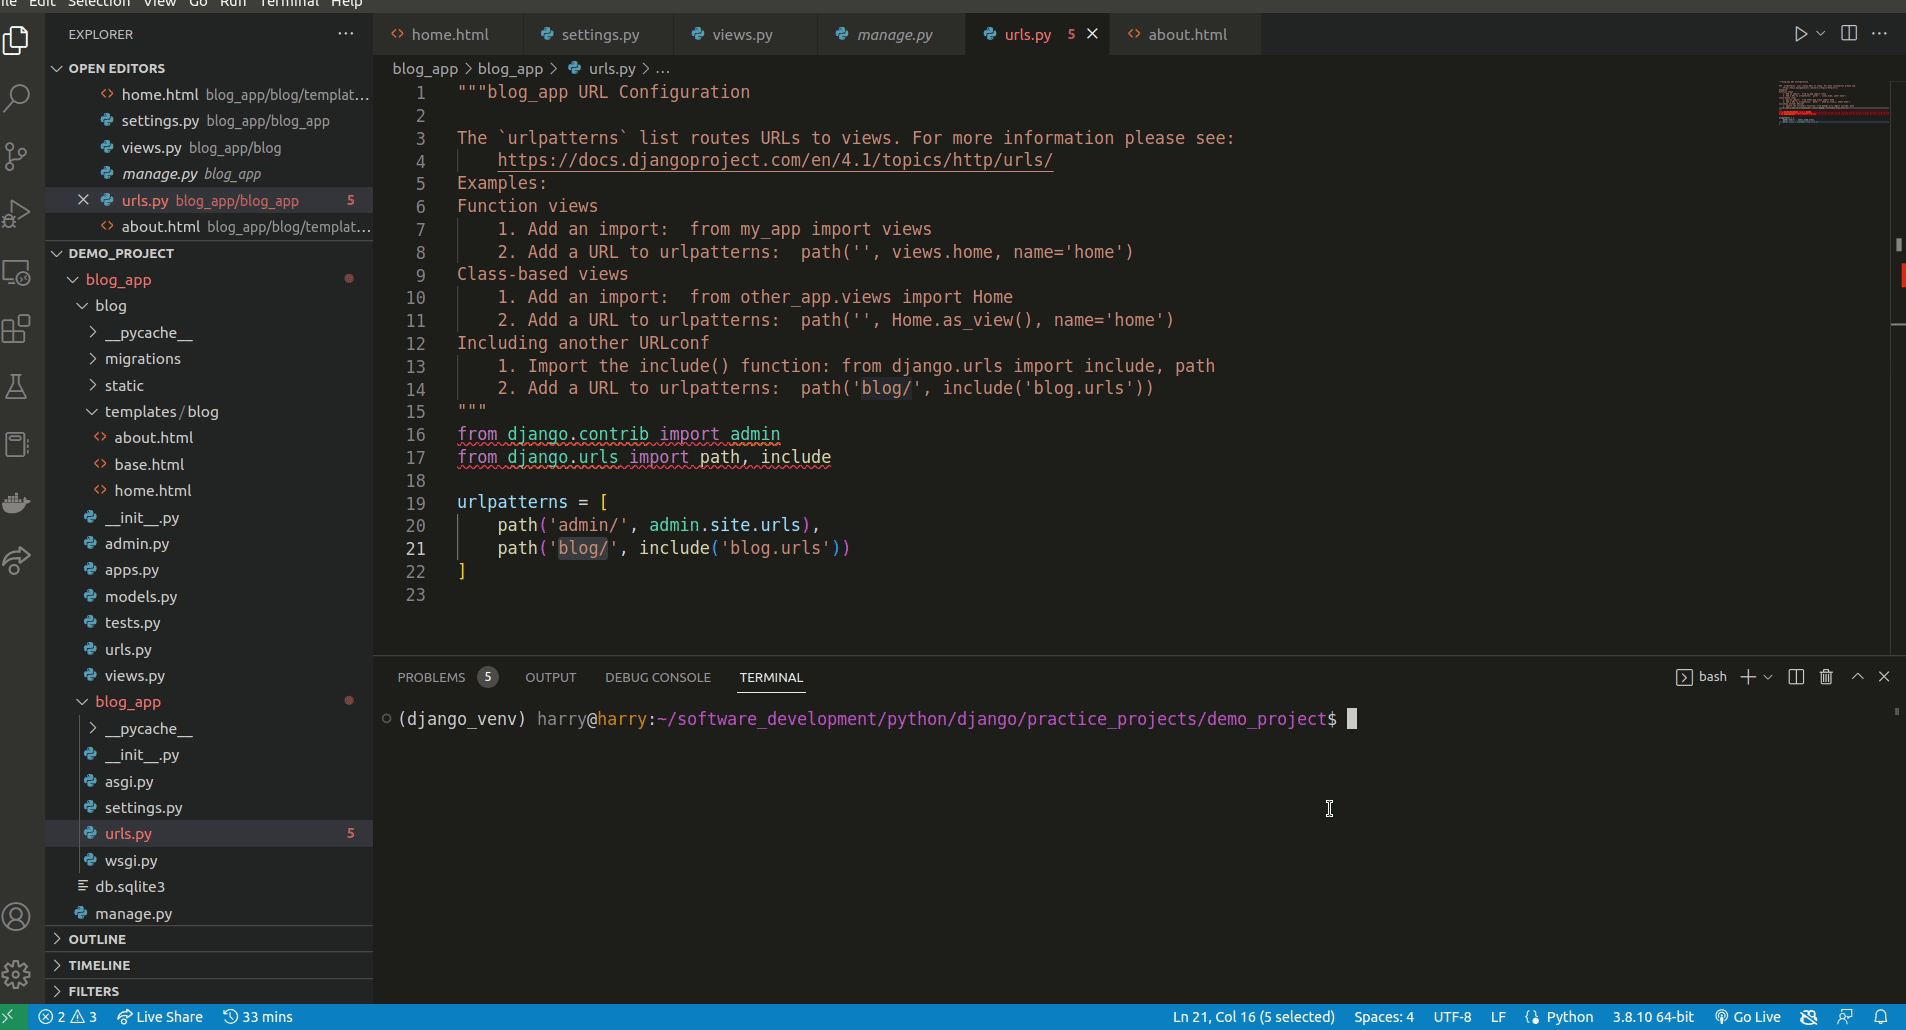 ile Edit Selection View Go Run Terminal Help
EXPLORER ···
OPEN EDITORS
home.html blog_app/blog/templat...
settings.py blog_app/blog_app
views.py blog_app/blog
manage.py blog_app
urls.py blog_app/blog_app 5
about.html blog_app/blog/templat...
DEMO_PROJECT
blog_app
blog
__pycache__
migrations
static
templates/blog
about.html
base.html
home.html
__init__.py
admin.py
apps.py
models.py
tests.py
urls.py
views.py
blog_app
__pycache__
__init__.py
asgi.py
settings.py
urls.py 5
wsgi.py
db.sqlite3
manage.py
OUTLINE
TIMELINE
FILTERS
home.html settings.py views.py manage.py urls.py 5 about.html
blog_app > blog_app > urls.py > ...
1 """blog_app URL Configuration
2
3 The `urlpatterns` list routes URLs to views. For more information please see:
4     https://docs.djangoproject.com/en/4.1/topics/http/urls/
5 Examples:
6 Function views
7     1. Add an import:  from my_app import views
8     2. Add a URL to urlpatterns:  path('', views.home, name='home')
9 Class-based views
10     1. Add an import:  from other_app.views import Home
11     2. Add a URL to urlpatterns:  path('', Home.as_view(), name='home')
12 Including another URLconf
13     1. Import the include() function: from django.urls import include, path
14     2. Add a URL to urlpatterns:  path('blog/', include('blog.urls'))
15 """
16 from django.contrib import admin
17 from django.urls import path, include
18
19 urlpatterns = [
20     path('admin/', admin.site.urls),
21     path('blog/', include('blog.urls'))
22 ]
23
PROBLEMS 5 OUTPUT DEBUG CONSOLE TERMINAL bash
(django_venv) harry@harry:~/software_development/python/django/practice_projects/demo_project$
2 3 Live Share 33 mins Ln 21, Col 16 (5 selected) Spaces: 4 UTF-8 LF Python 3.8.10 64-bit Go Live